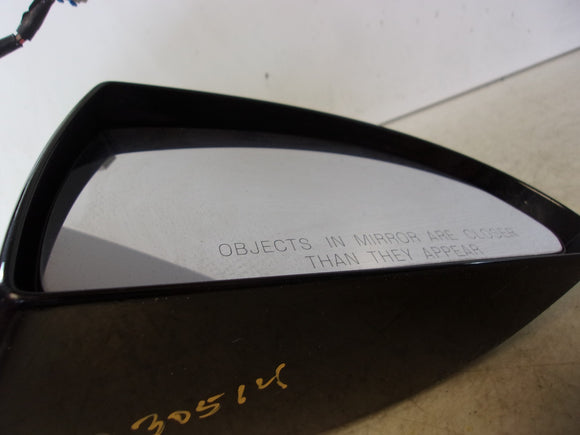 OBJECTS IN MIRROR ARE CLOSER
THAN THEY APPEAR
30514